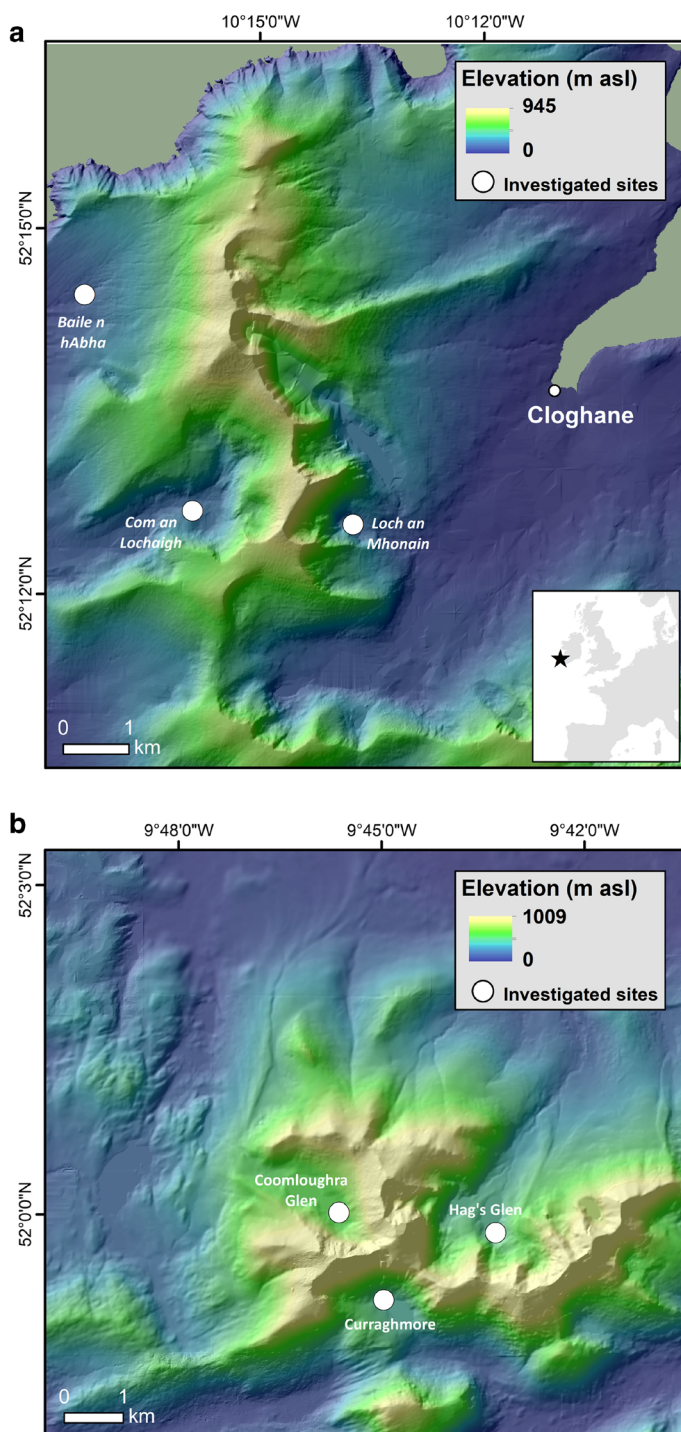 a
10°15'0"W
10°12'0"W
Elevation (m asl)
945
0
Investigated sites
52°15'0"N
Baile n
hAbha
Cloghane
Com an
Lochaigh
Loch an
Mhonain
52°12'0"N
0 1
km
b
9°48'0"W
9°45'0"W
9°42'0"W
52°3'0"N
Elevation (m asl)
1009
0
Investigated sites
Coomloughra
Glen
Hag's Glen
52°0'0"N
Curraghmore
0 1
km